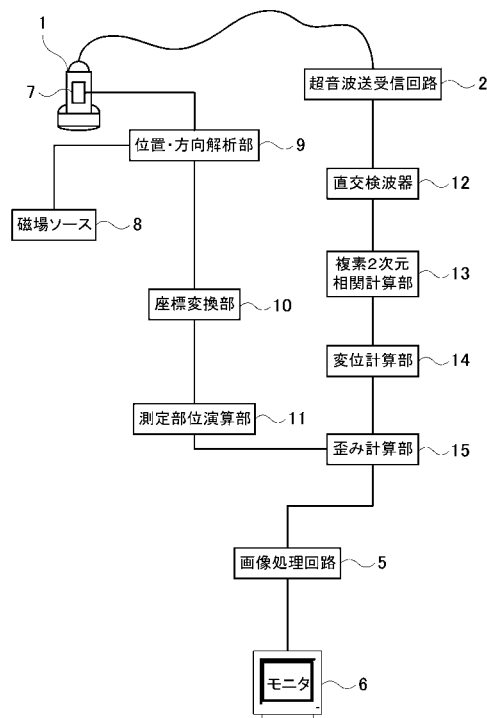 1
7
超音波送受信回路
2
位置・方向解析部
9
直交検波器
12
磁場ソース
8
複素2次元
相関計算部
13
座標変換部
10
変位計算部
14
測定部位演算部
11
歪み計算部
15
画像処理回路
5
モニタ
6